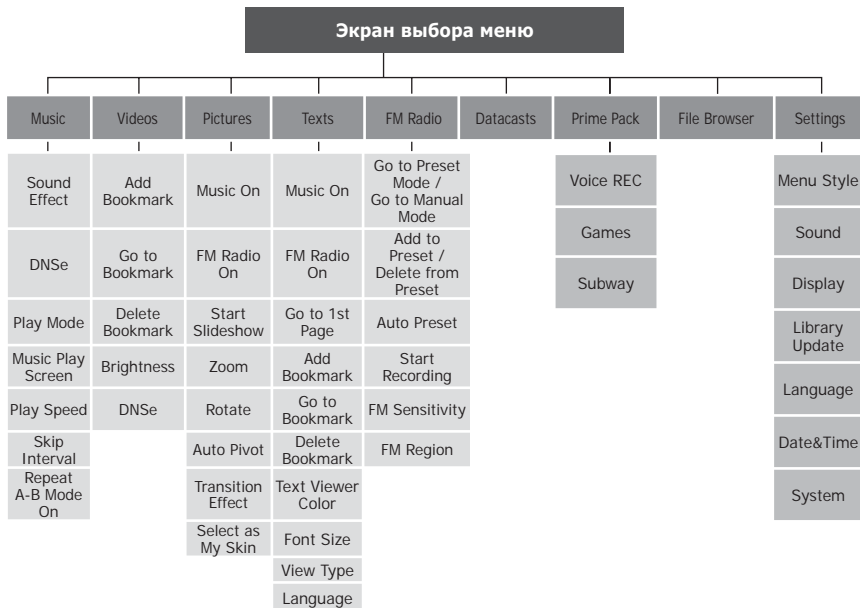 Экран выбора меню
Music
Videos
Pictures
Texts
FM Radio
Datacasts
Prime Pack
File Browser
Settings
Sound
Effect
DNSe
Play Mode
Music Play
Screen
Play Speed
Skip
Interval
Repeat
A-B Mode
On
Add
Bookmark
Go to
Bookmark
Delete
Bookmark
Brightness
DNSe
Music On
FM Radio
On
Start
Slideshow
Zoom
Rotate
Auto Pivot
Transition
Effect
Select as
My Skin
Music On
FM Radio
On
Go to 1st
Page
Add
Bookmark
Go to
Bookmark
Delete
Bookmark
Text Viewer
Color
Font Size
View Type
Language
Go to Preset
Mode /
Go to Manual
Mode
Add to
Preset /
Delete from
Preset
Auto Preset
Start
Recording
FM Sensitivity
FM Region
Voice REC
Games
Subway
Menu Style
Sound
Display
Library
Update
Language
Date&Time
System